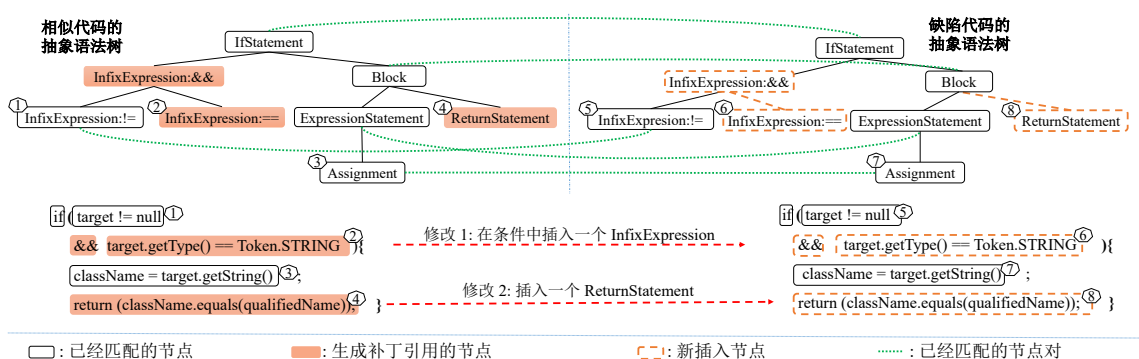 相似代码的
抽象语法树
缺陷代码的
抽象语法树
IfStatement
IfStatement
InfixExpression:&&
Block
InfixExpression:&&
Block
① InfixExpression:!=
② InfixExpression:==
④ ReturnStatement
ExpressionStatement
⑤ InfixExpresion:!=
⑥ InfixExpression:==
ExpressionStatement
⑧ ReturnStatement
③ Assignment
⑦ Assignment
if ( target != null ①
&& target.getType() == Token.STRING ② ){
className = target.getString() ③ ;
return (className.equals(qualifiedName)); ④ }
修改 1: 在条件中插入一个 InfixExpression
修改 2: 插入一个 ReturnStatement
if ( target != null ⑤
&& target.getType() == Token.STRING ⑥ ){
className = target.getString() ⑦ ;
return (className.equals(qualifiedName)); ⑧ }
: 已经匹配的节点 : 生成补丁引用的节点 : 新插入节点 : 已经匹配的节点对